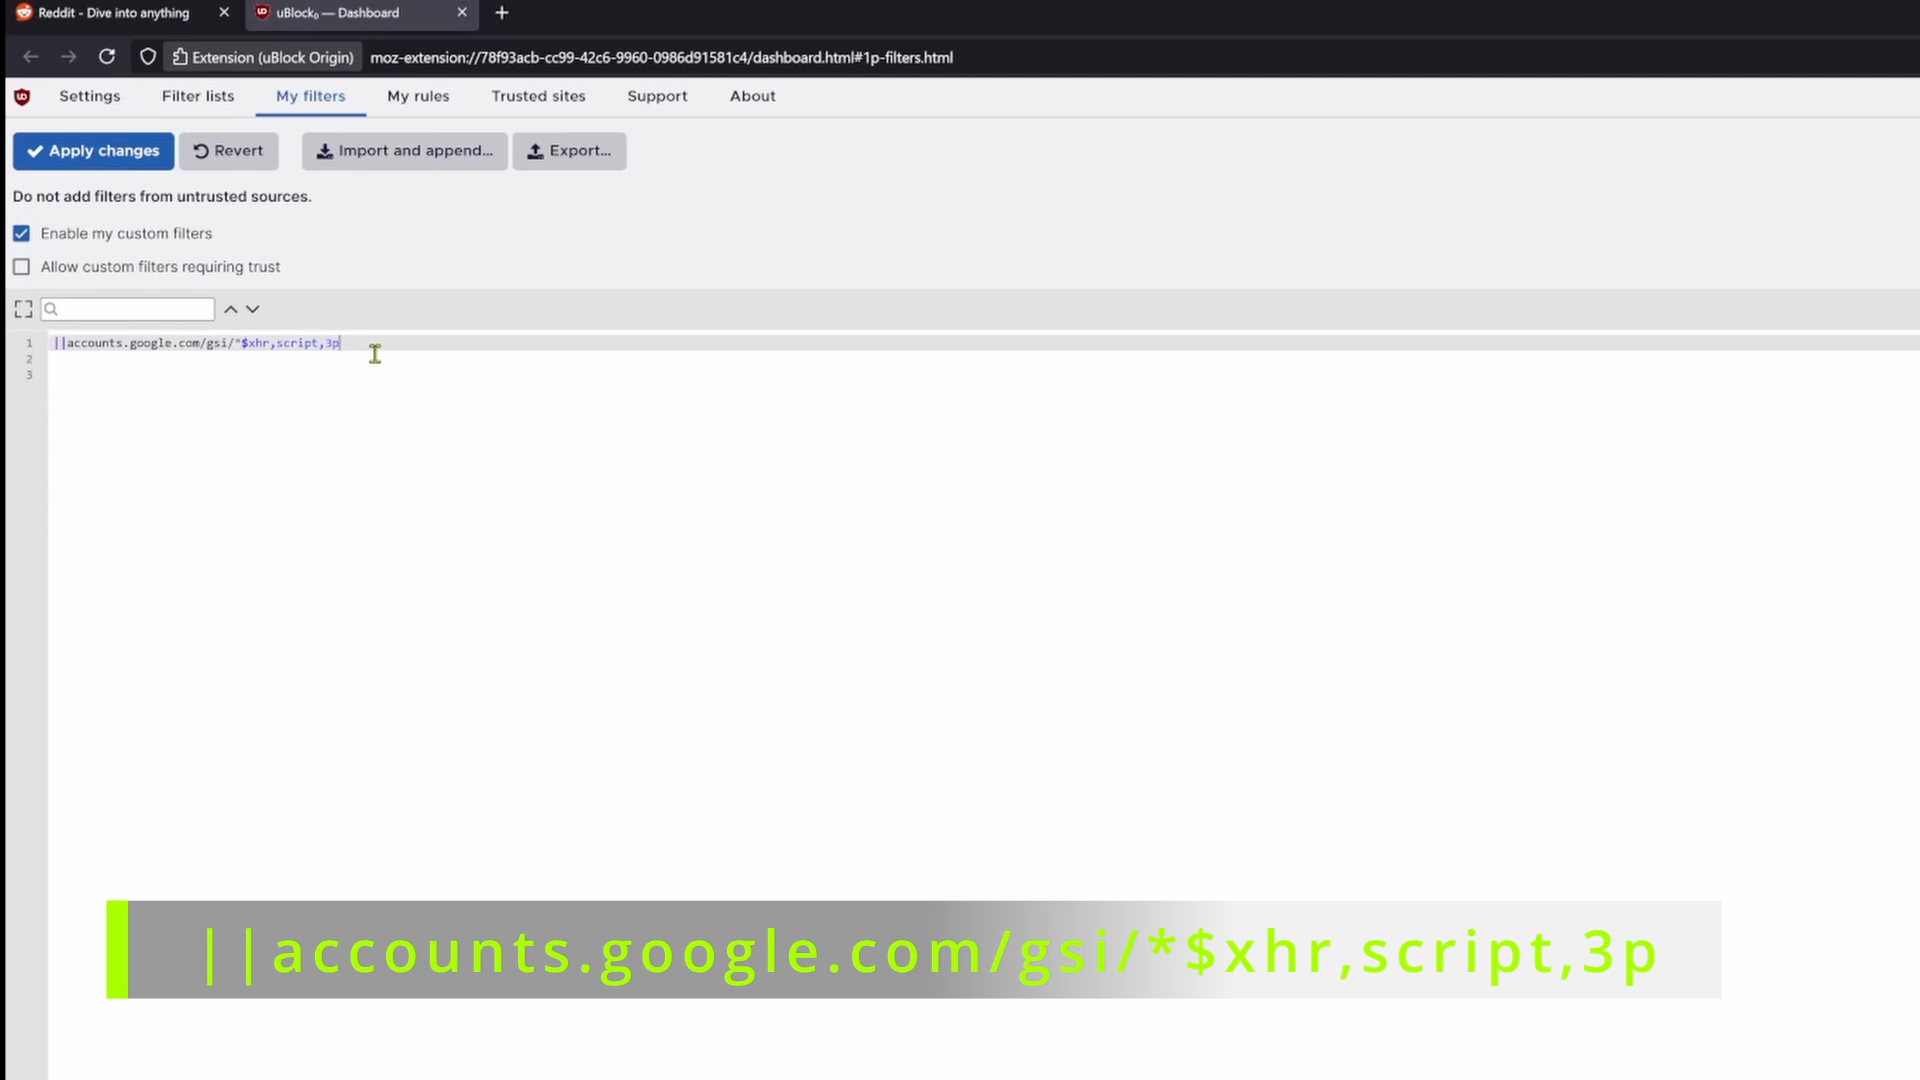 Reddit - Dive into anything
uBlock₀ — Dashboard
Extension (uBlock Origin) moz-extension://78f93acb-cc99-42c6-9960-0986d91581c4/dashboard.html#1p-filters.html
Settings Filter lists My filters My rules Trusted sites Support About
Apply changes Revert Import and append... Export...
Do not add filters from untrusted sources.
Enable my custom filters
Allow custom filters requiring trust
1 ||accounts.google.com/gsi/*$xhr,script,3p
2
3
||accounts.google.com/gsi/*$xhr,script,3p